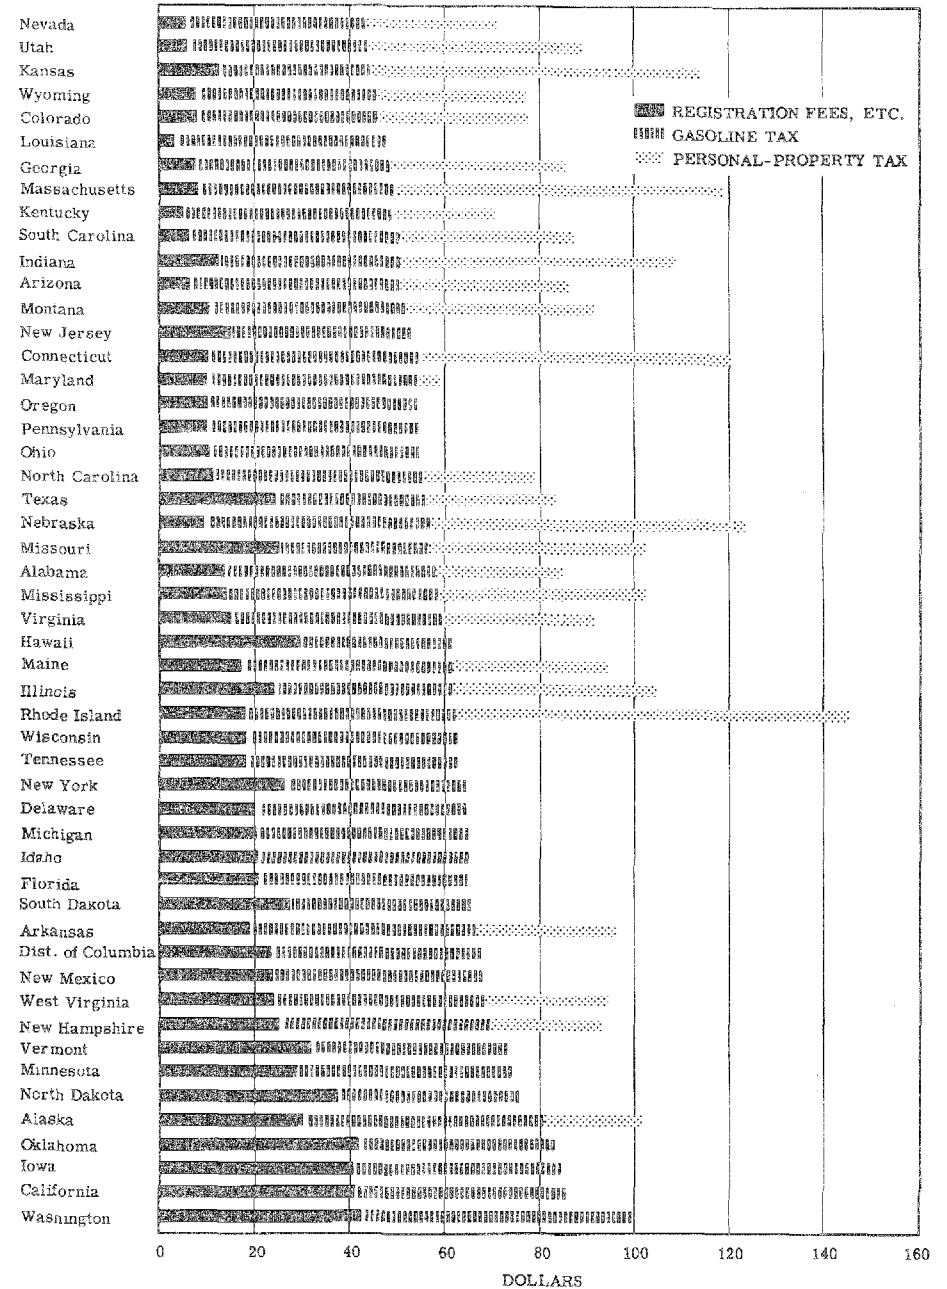 Nevada
Utah
Kansas
Wyoming
Colorado
REGISTRATION FEES, ETC.
GASOLINE TAX
PERSONAL-PROPERTY TAX
Louisiana
Georgia
Massachusetts
Kentucky
South Carolina
Indiana
Arizona
Montana
New Jersey
Connecticut
Maryland
Oregon
Pennsylvania
Ohio
North Carolina
Texas
Nebraska
Missouri
Alabama
Mississippi
Virginia
Hawaii
Maine
Illinois
Rhode Island
Wisconsin
Tennessee
New York
Delaware
Michigan
Idaho
Florida
South Dakota
Arkansas
Dist. of Columbia
New Mexico
West Virginia
New Hampshire
Vermont
Minnesota
North Dakota
Alaska
Oklahoma
Iowa
California
Washington
0 20 40 60 80 100 120 140 160
DOLLARS